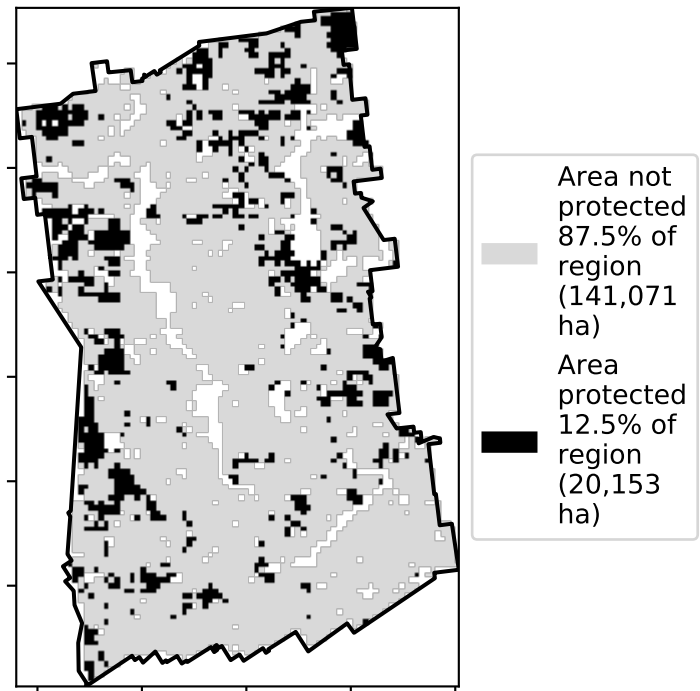 Area not
protected
87.5% of
region
(141,071
ha)
Area
protected
12.5% of
region
(20,153
ha)